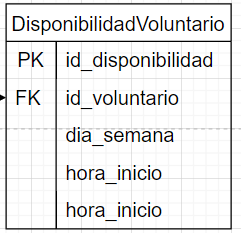 DisponibilidadVoluntario
PK id_disponibilidad
FK id_voluntario
dia_semana
hora_inicio
hora_inicio